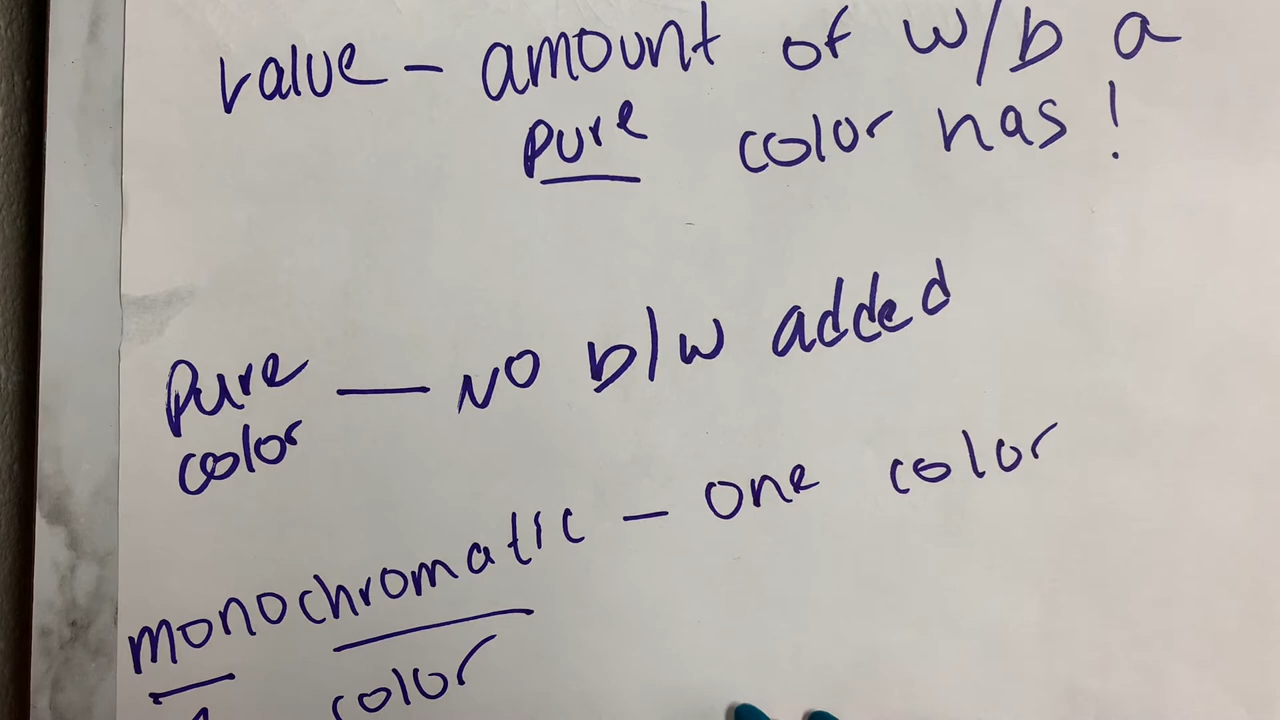 value - amount of w/b a
pure color has!
Pure — NO b/w added
color
monochromatic - one color
color